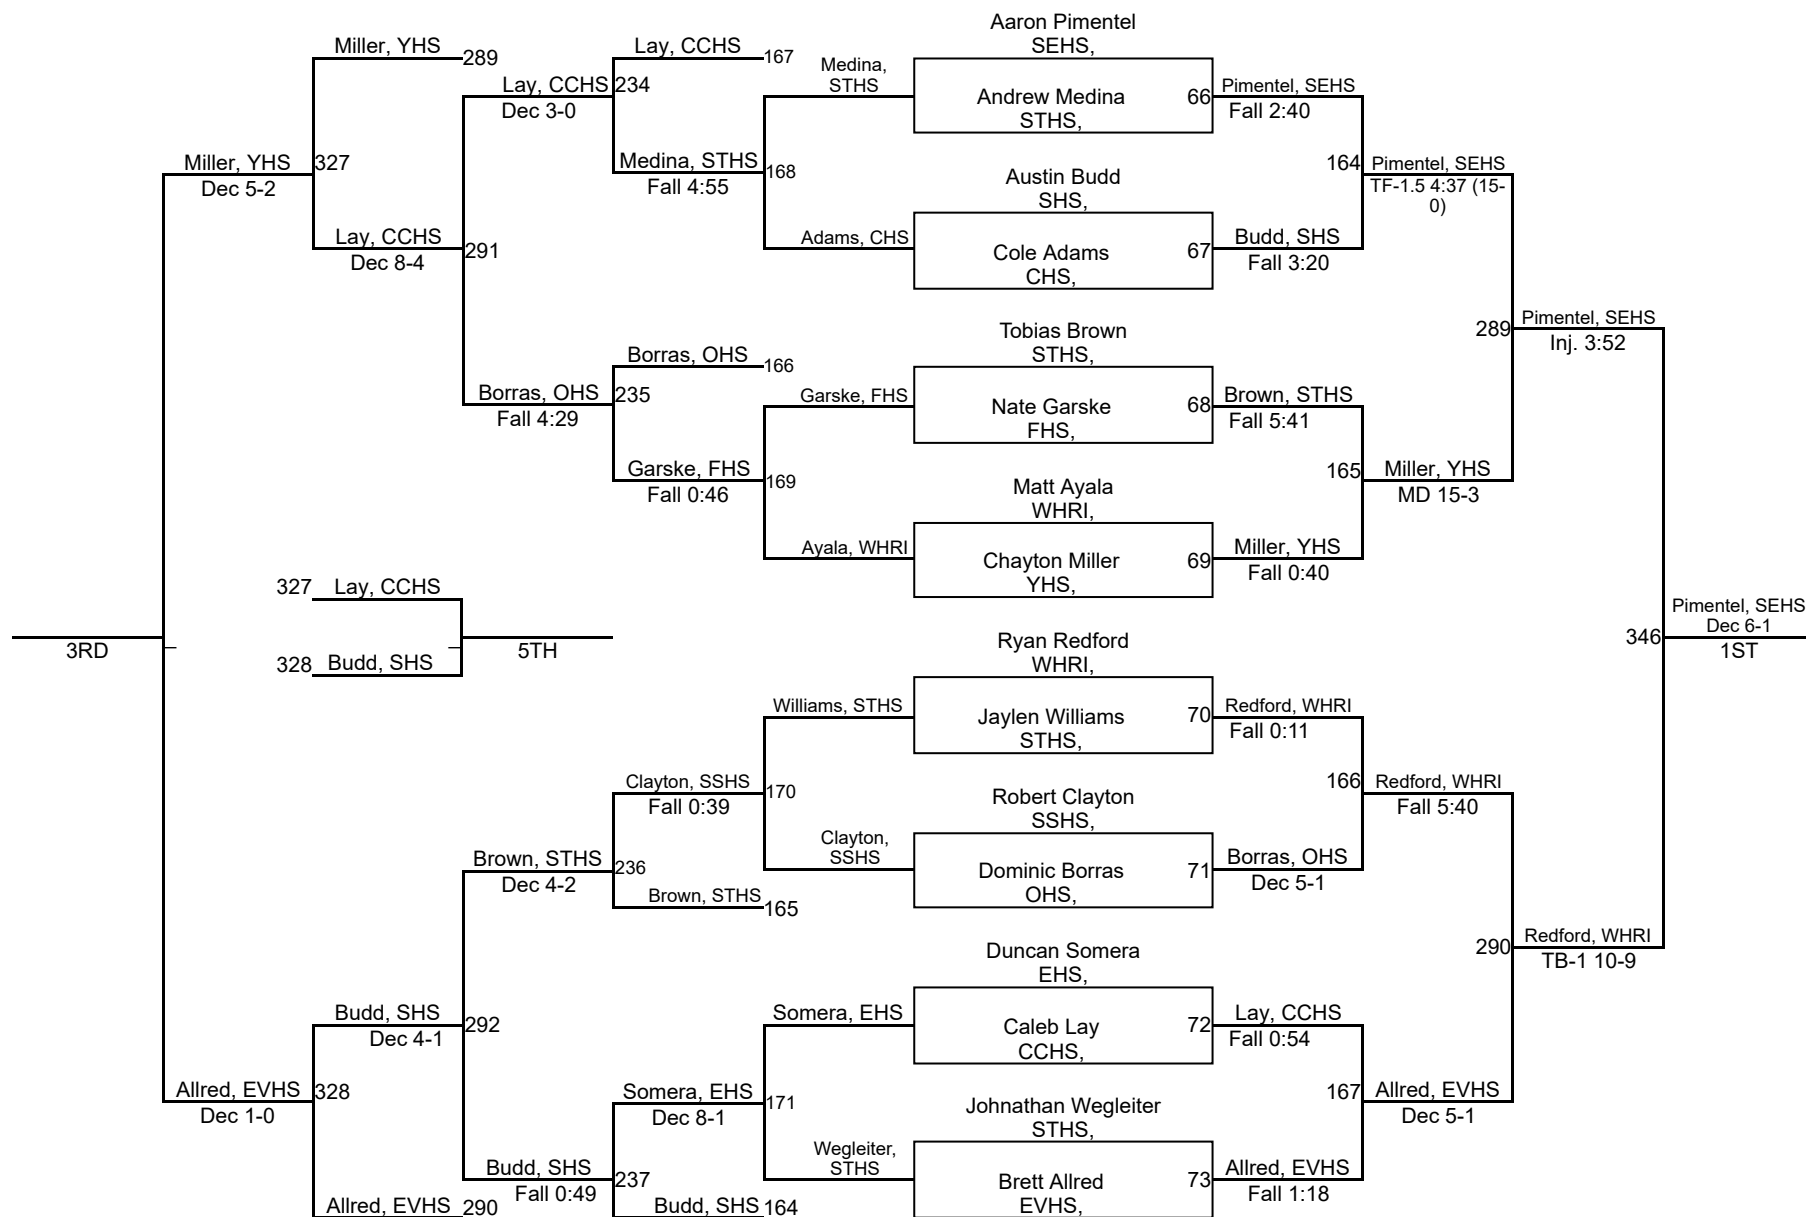 Aaron Pimentel
SEHS,
Miller, YHS
289
Lay, CCHS
167
Medina,
STHS
Lay, CCHS
234
Dec 3-0
Andrew Medina
STHS,
66
Pimentel, SEHS
Fall 2:40
Miller, YHS
327
Dec 5-2
Medina, STHS
168
Fall 4:55
Austin Budd
SHS,
164
Pimentel, SEHS
TF-1.5 4:37 (15-
0)
Lay, CCHS
291
Dec 8-4
Adams, CHS
Cole Adams
CHS,
67
Budd, SHS
Fall 3:20
Tobias Brown
STHS,
289
Pimentel, SEHS
Inj. 3:52
Borras, OHS
166
Borras, OHS
235
Fall 4:29
Garske, FHS
Nate Garske
FHS,
68
Brown, STHS
Fall 5:41
Garske, FHS
169
Fall 0:46
Matt Ayala
WHRI,
165
Miller, YHS
MD 15-3
Ayala, WHRI
Chayton Miller
YHS,
69
Miller, YHS
Fall 0:40
327
Lay, CCHS
3RD
5TH
328
Budd, SHS
Ryan Redford
WHRI,
346
Pimentel, SEHS
Dec 6-1
1ST
Williams, STHS
Jaylen Williams
STHS,
70
Redford, WHRI
Fall 0:11
Clayton, SSHS
170
Fall 0:39
Robert Clayton
SSHS,
166
Redford, WHRI
Fall 5:40
Brown, STHS
236
Dec 4-2
Clayton,
SSHS
Dominic Borras
OHS,
71
Borras, OHS
Dec 5-1
Brown, STHS
165
Duncan Somera
EHS,
290
Redford, WHRI
TB-1 10-9
Budd, SHS
292
Dec 4-1
Somera, EHS
Caleb Lay
CCHS,
72
Lay, CCHS
Fall 0:54
Allred, EVHS
328
Dec 1-0
Somera, EHS
171
Dec 8-1
Johnathan Wegleiter
STHS,
167
Allred, EVHS
Dec 5-1
Budd, SHS
237
Fall 0:49
Wegleiter,
STHS
Brett Allred
EVHS,
73
Allred, EVHS
Fall 1:18
Allred, EVHS
290
Budd, SHS
164